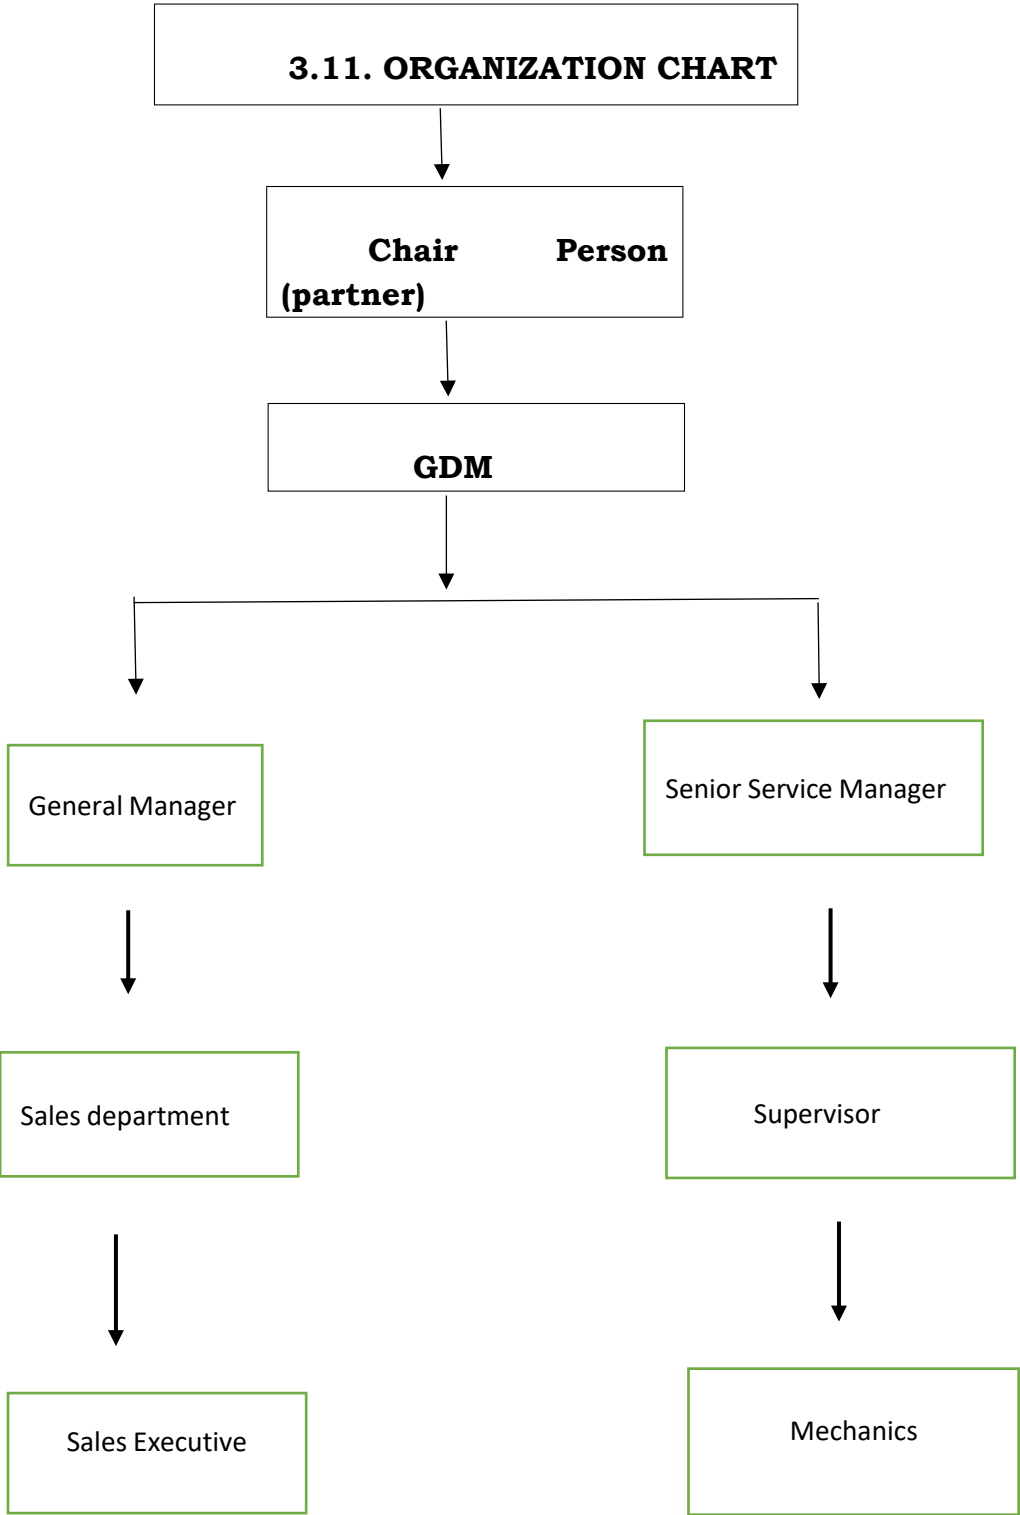 3.11. ORGANIZATION CHART
Chair Person
(partner)
GDM
General Manager
Senior Service Manager
Sales department
Supervisor
Sales Executive
Mechanics